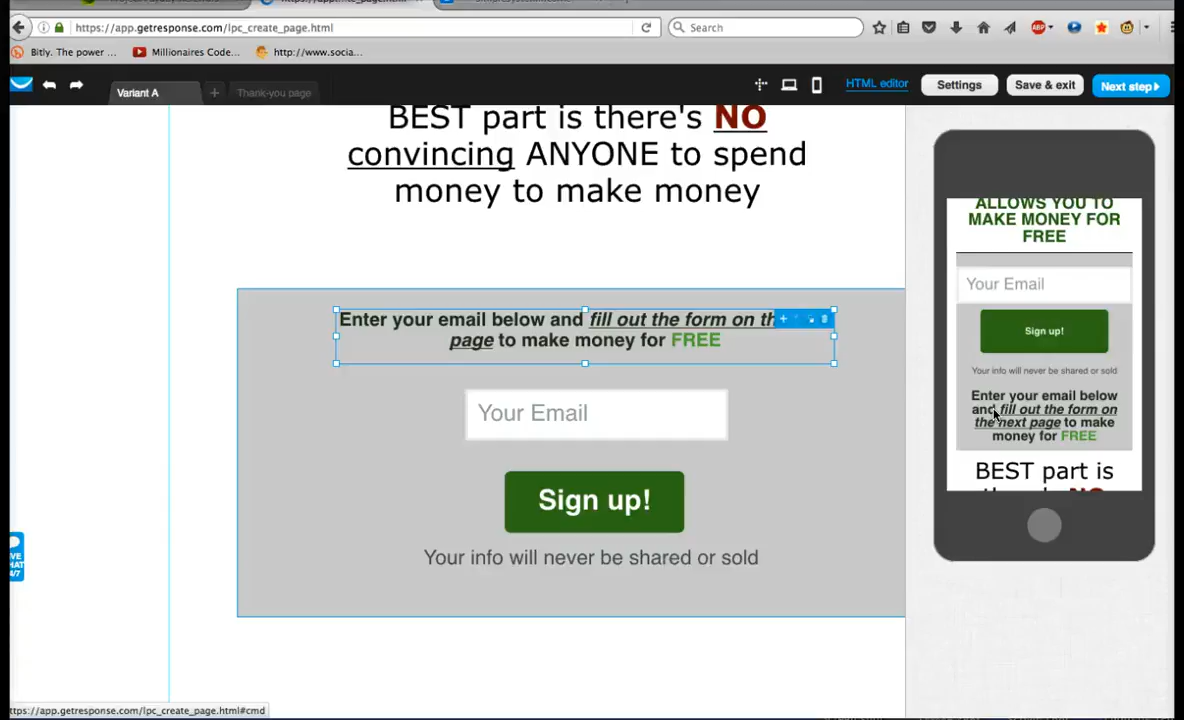 https://app.getresponse.com/lpc_create_page.html
Search
Bitly. The power ...
Millionaires Code...
http://www.socia...
Variant A
+
Thank-you page
HTML editor
Settings
Save & exit
Next step
BEST part is there's NO
convincing ANYONE to spend
money to make money
Enter your email below and fill out the form on th
page to make money for FREE
Your Email
Sign up!
Your info will never be shared or sold
ALLOWS YOU TO
MAKE MONEY FOR
FREE
Your Email
Sign up!
Your info will never be shared or sold
Enter your email below
and fill out the form on
the next page to make
money for FREE
BEST part is
ttps://app.getresponse.com/lpc_create_page.html#cmd